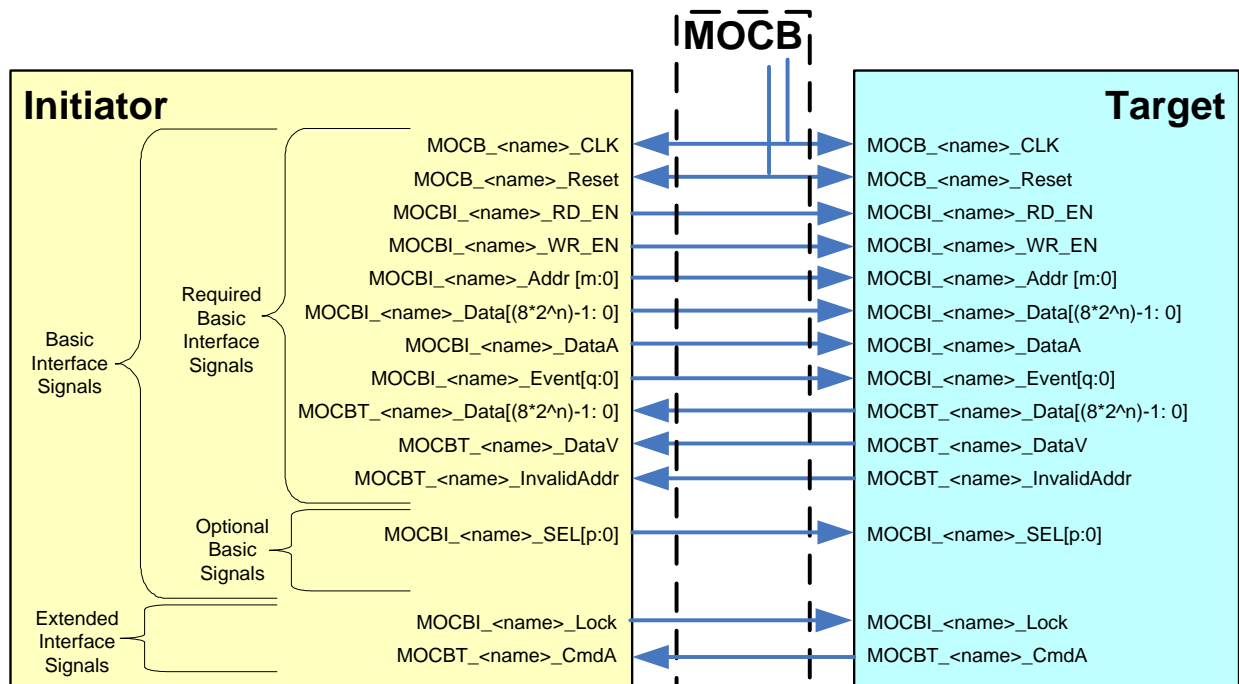 MOCB
Initiator
Target
MOCB_<name>_CLK
MOCB_<name>_CLK
MOCB_<name>_Reset
MOCB_<name>_Reset
MOCBI_<name>_RD_EN
MOCBI_<name>_RD_EN
MOCBI_<name>_WR_EN
MOCBI_<name>_WR_EN
MOCBI_<name>_Addr [m:0]
MOCBI_<name>_Addr [m:0]
MOCBI_<name>_Data[(8*2^n)-1: 0]
MOCBI_<name>_Data[(8*2^n)-1: 0]
MOCBI_<name>_DataA
MOCBI_<name>_DataA
MOCBI_<name>_Event[q:0]
MOCBI_<name>_Event[q:0]
MOCBT_<name>_Data[(8*2^n)-1: 0]
MOCBT_<name>_Data[(8*2^n)-1: 0]
MOCBT_<name>_DataV
MOCBT_<name>_DataV
MOCBT_<name>_InvalidAddr
MOCBT_<name>_InvalidAddr
MOCBI_<name>_SEL[p:0]
MOCBI_<name>_SEL[p:0]
MOCBI_<name>_Lock
MOCBI_<name>_Lock
MOCBT_<name>_CmdA
MOCBT_<name>_CmdA
Required
Basic
Interface
Signals
Basic
Interface
Signals
Optional
Basic
Signals
Extended
Interface
Signals